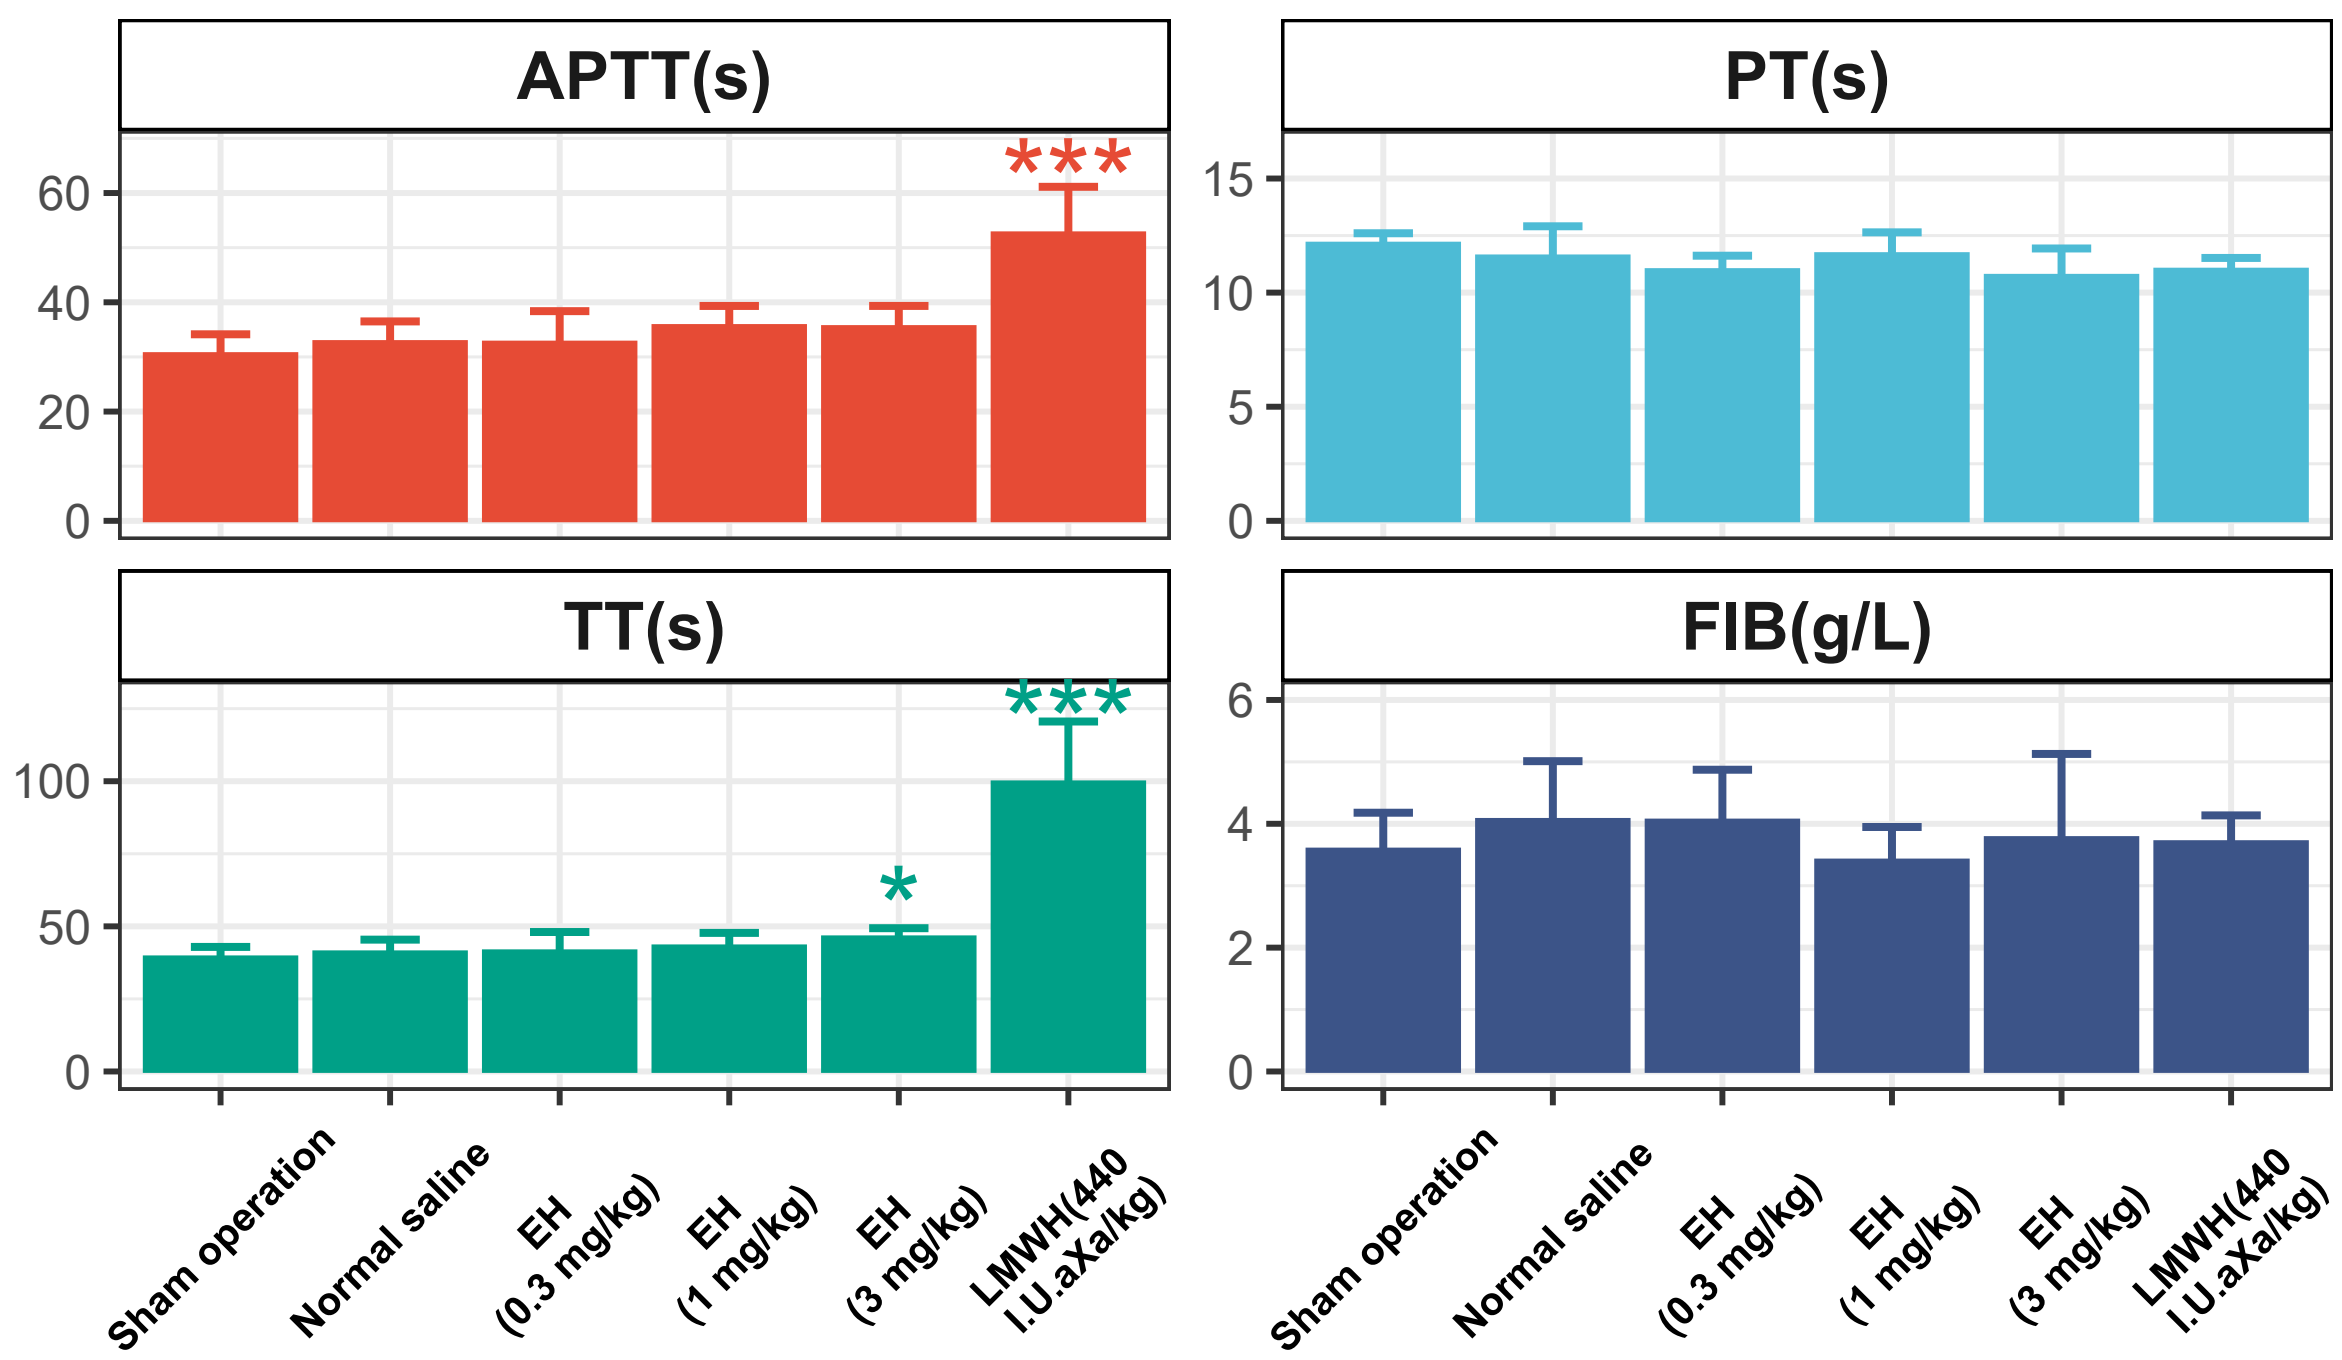 APTT(s)
PT(s)
60
40
20
0
***
15
10
5
0
TT(s)
FIB(g/L)
100
50
0
*
***
6
4
2
0
Sham operation
Normal saline
EH
(0.3 mg/kg)
EH
(1 mg/kg)
EH
(3 mg/kg)
LMWH(440
I.U.aXa/kg)
Sham operation
Normal saline
EH
(0.3 mg/kg)
EH
(1 mg/kg)
EH
(3 mg/kg)
LMWH(440
I.U.aXa/kg)